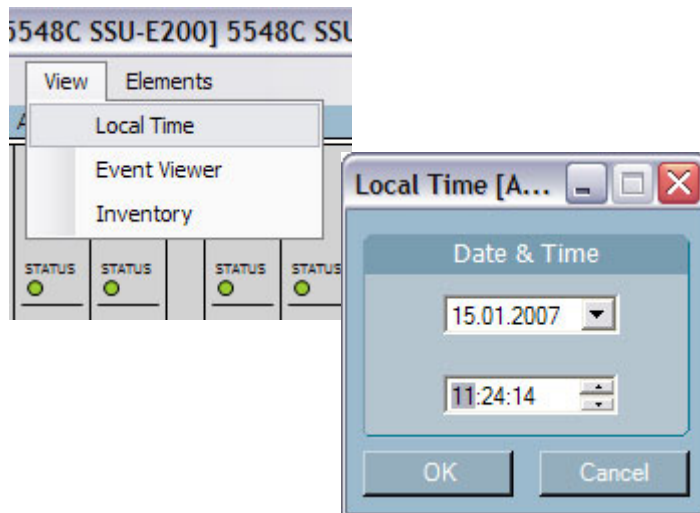 5548C SSU-E200] 5548C SSU
View Elements
Local Time
Event Viewer
Inventory
STATUS STATUS STATUS STATUS
Local Time [A...
Date & Time
15.01.2007
11:24:14
OK Cancel